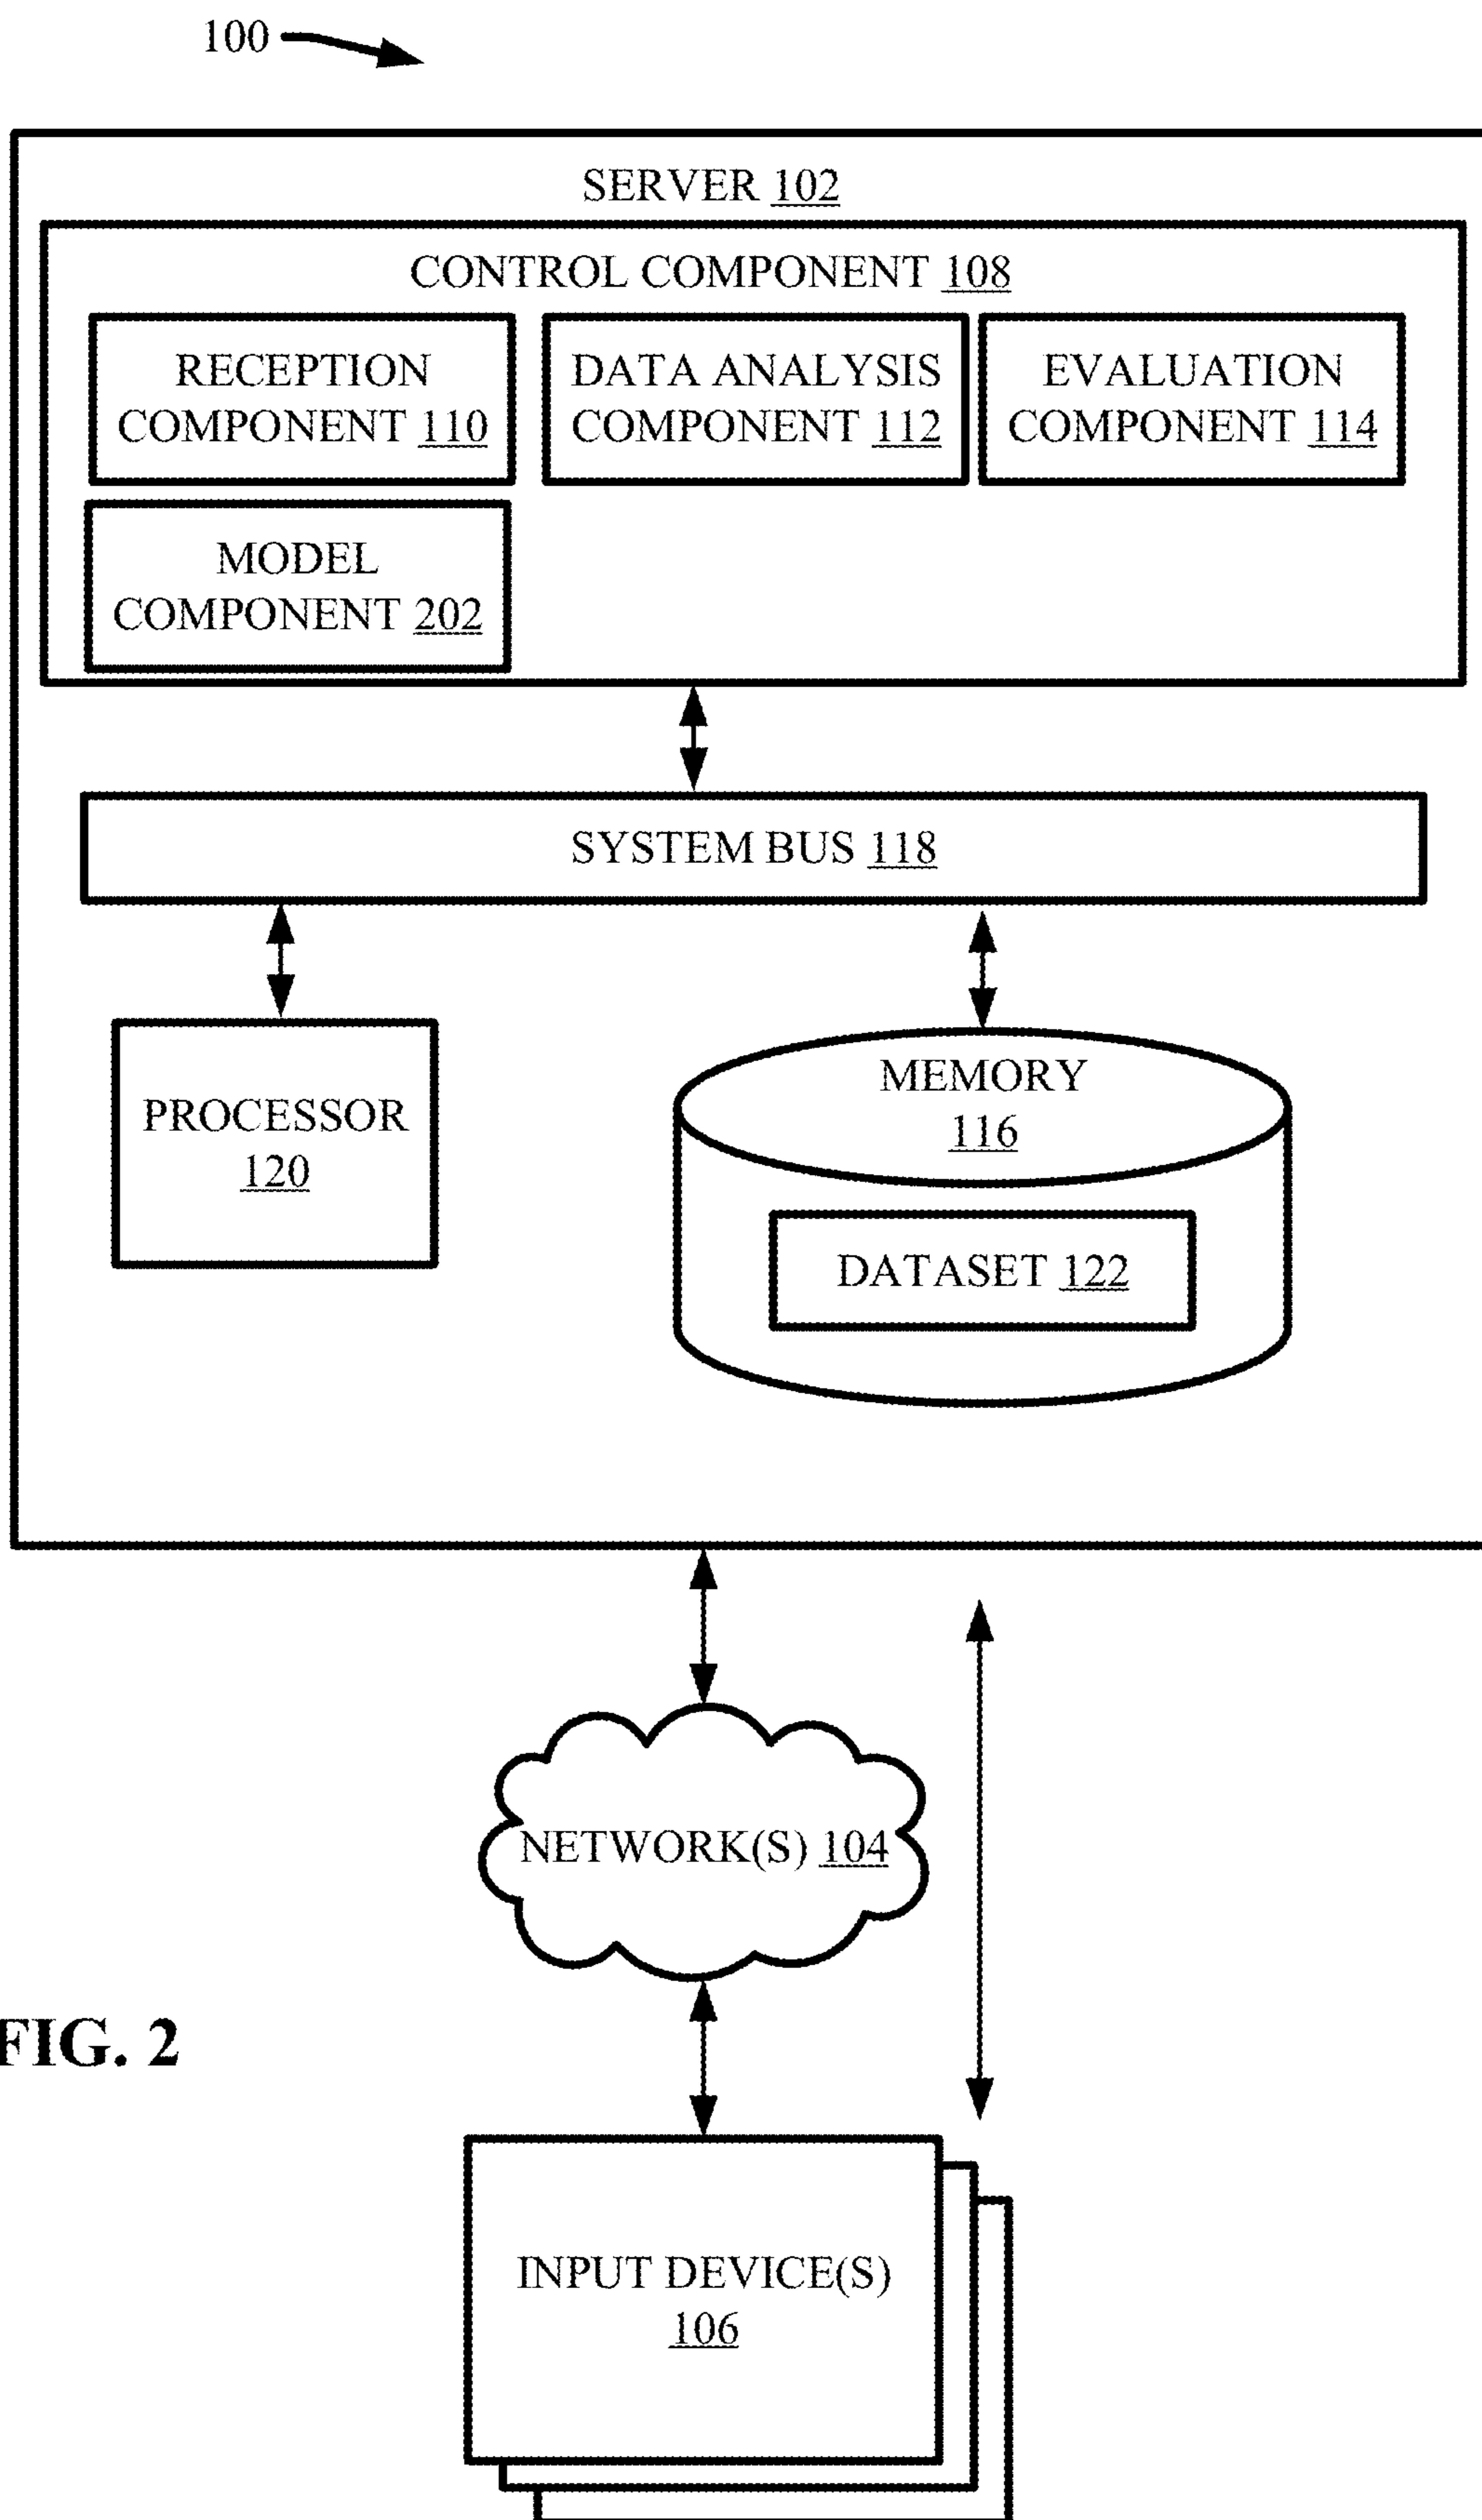 100
SERVER 102
CONTROL COMPONENT 108
RECEPTION
COMPONENT 110
DATA ANALYSIS
COMPONENT 112
EVALUATION
COMPONENT 114
MODEL
COMPONENT 202
SYSTEM BUS 118
PROCESSOR
120
MEMORY
116
DATASET 122
NETWORK(S) 104
FIG. 2
INPUT DEVICE(S)
106